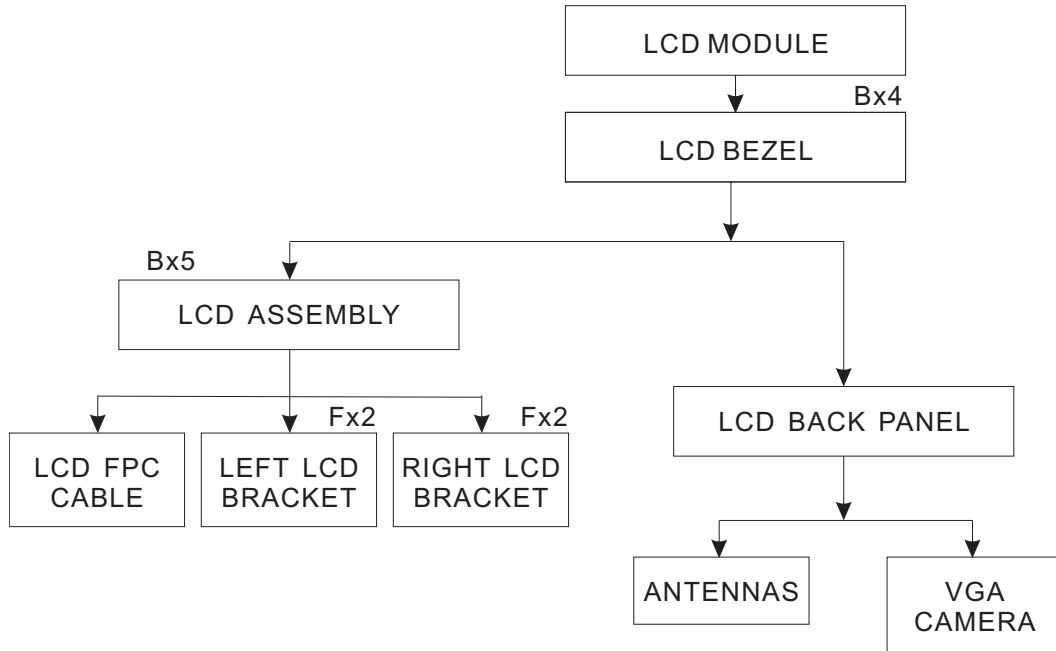 LCD MODULE
Bx4
LCD BEZEL
Bx5
LCD ASSEMBLY
LCD BACK PANEL
Fx2
Fx2
LCD FPC
CABLE
LEFT LCD
BRACKET
RIGHT LCD
BRACKET
ANTENNAS
VGA
CAMERA